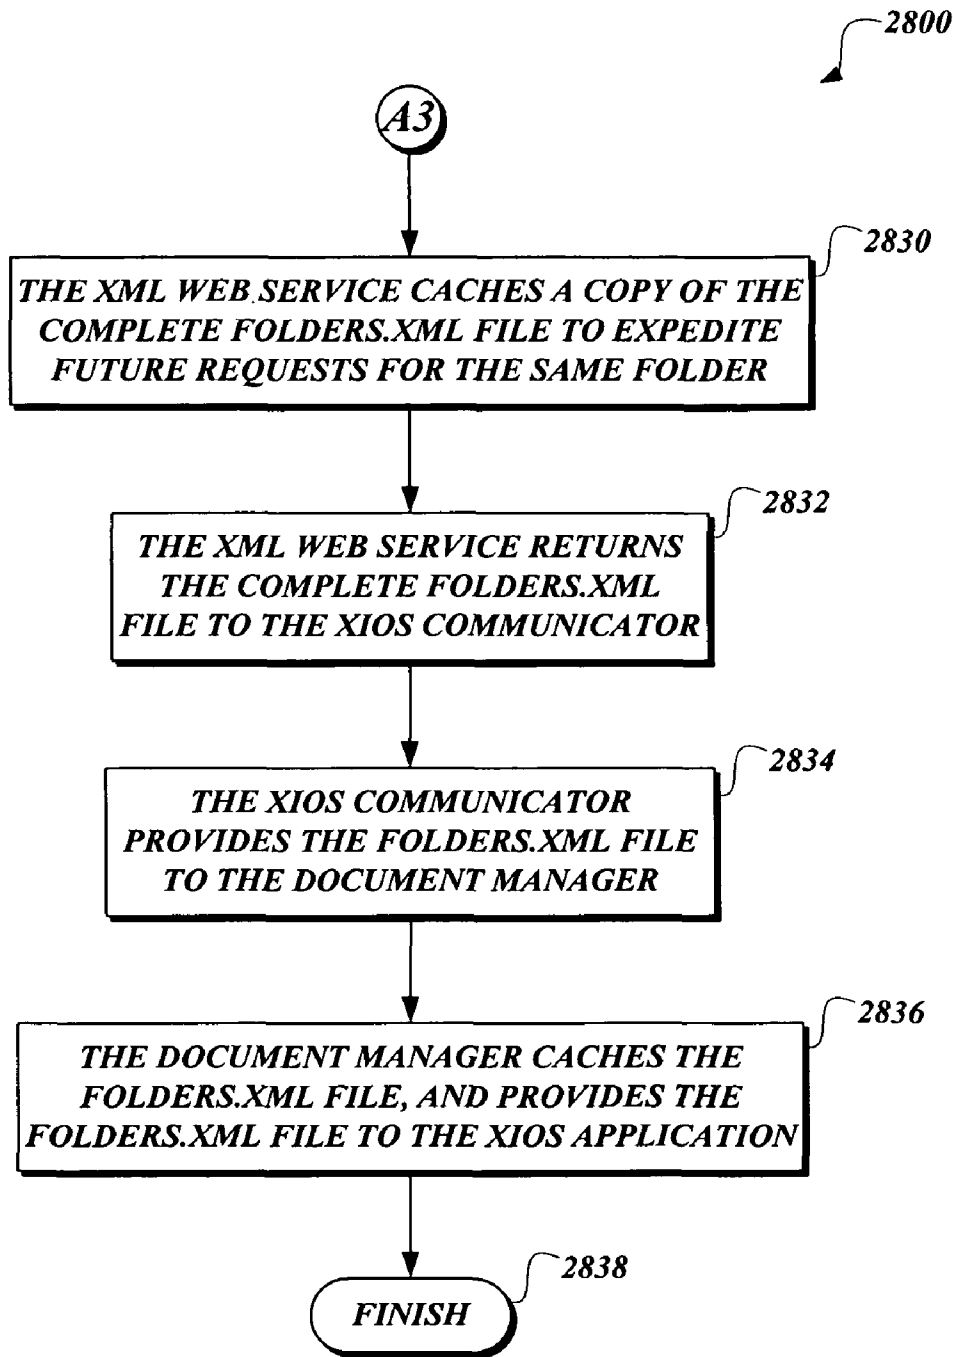 2800
A3
2830
THE XML WEB SERVICE CACHES A COPY OF THE
COMPLETE FOLDERS.XML FILE TO EXPEDITE
FUTURE REQUESTS FOR THE SAME FOLDER
2832
THE XML WEB SERVICE RETURNS
THE COMPLETE FOLDERS.XML
FILE TO THE XIOS COMMUNICATOR
2834
THE XIOS COMMUNICATOR
PROVIDES THE FOLDERS.XML FILE
TO THE DOCUMENT MANAGER
2836
THE DOCUMENT MANAGER CACHES THE
FOLDERS.XML FILE, AND PROVIDES THE
FOLDERS.XML FILE TO THE XIOS APPLICATION
2838
FINISH